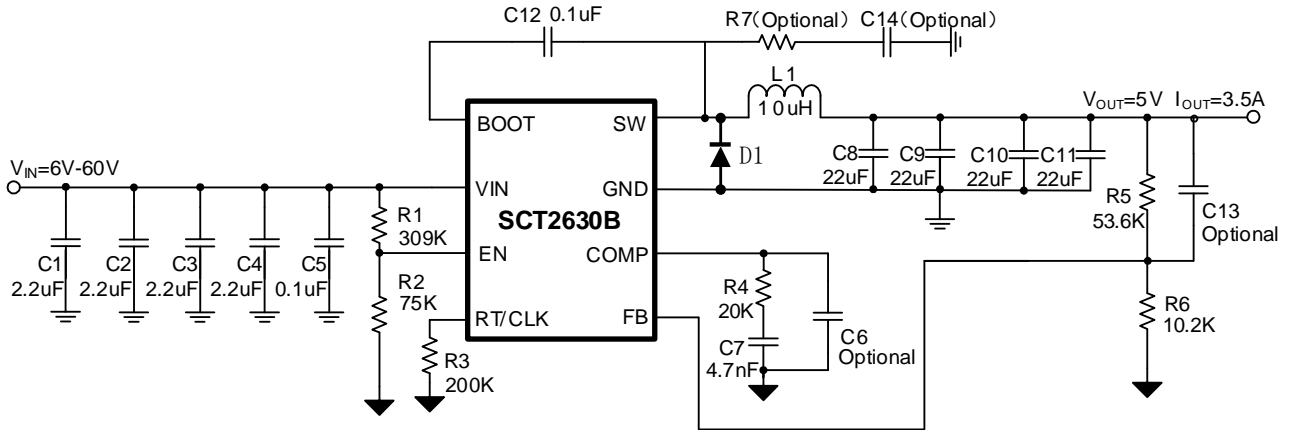 C12 0.1uF
R7(Optional)
C14(Optional)
L1
10uH
VOUT=5V
IOUT=3.5A
BOOT
SW
D1
C8
22uF
C9
22uF
C10
22uF
C11
22uF
VIN=6V-60V
VIN
GND
SCT2630B
R1
309K
R5
53.6K
C13
Optional
EN
COMP
C1
2.2uF
C2
2.2uF
C3
2.2uF
C4
2.2uF
C5
0.1uF
R2
75K
R4
20K
RT/CLK
FB
C6
Optional
R6
10.2K
R3
200K
C7
4.7nF